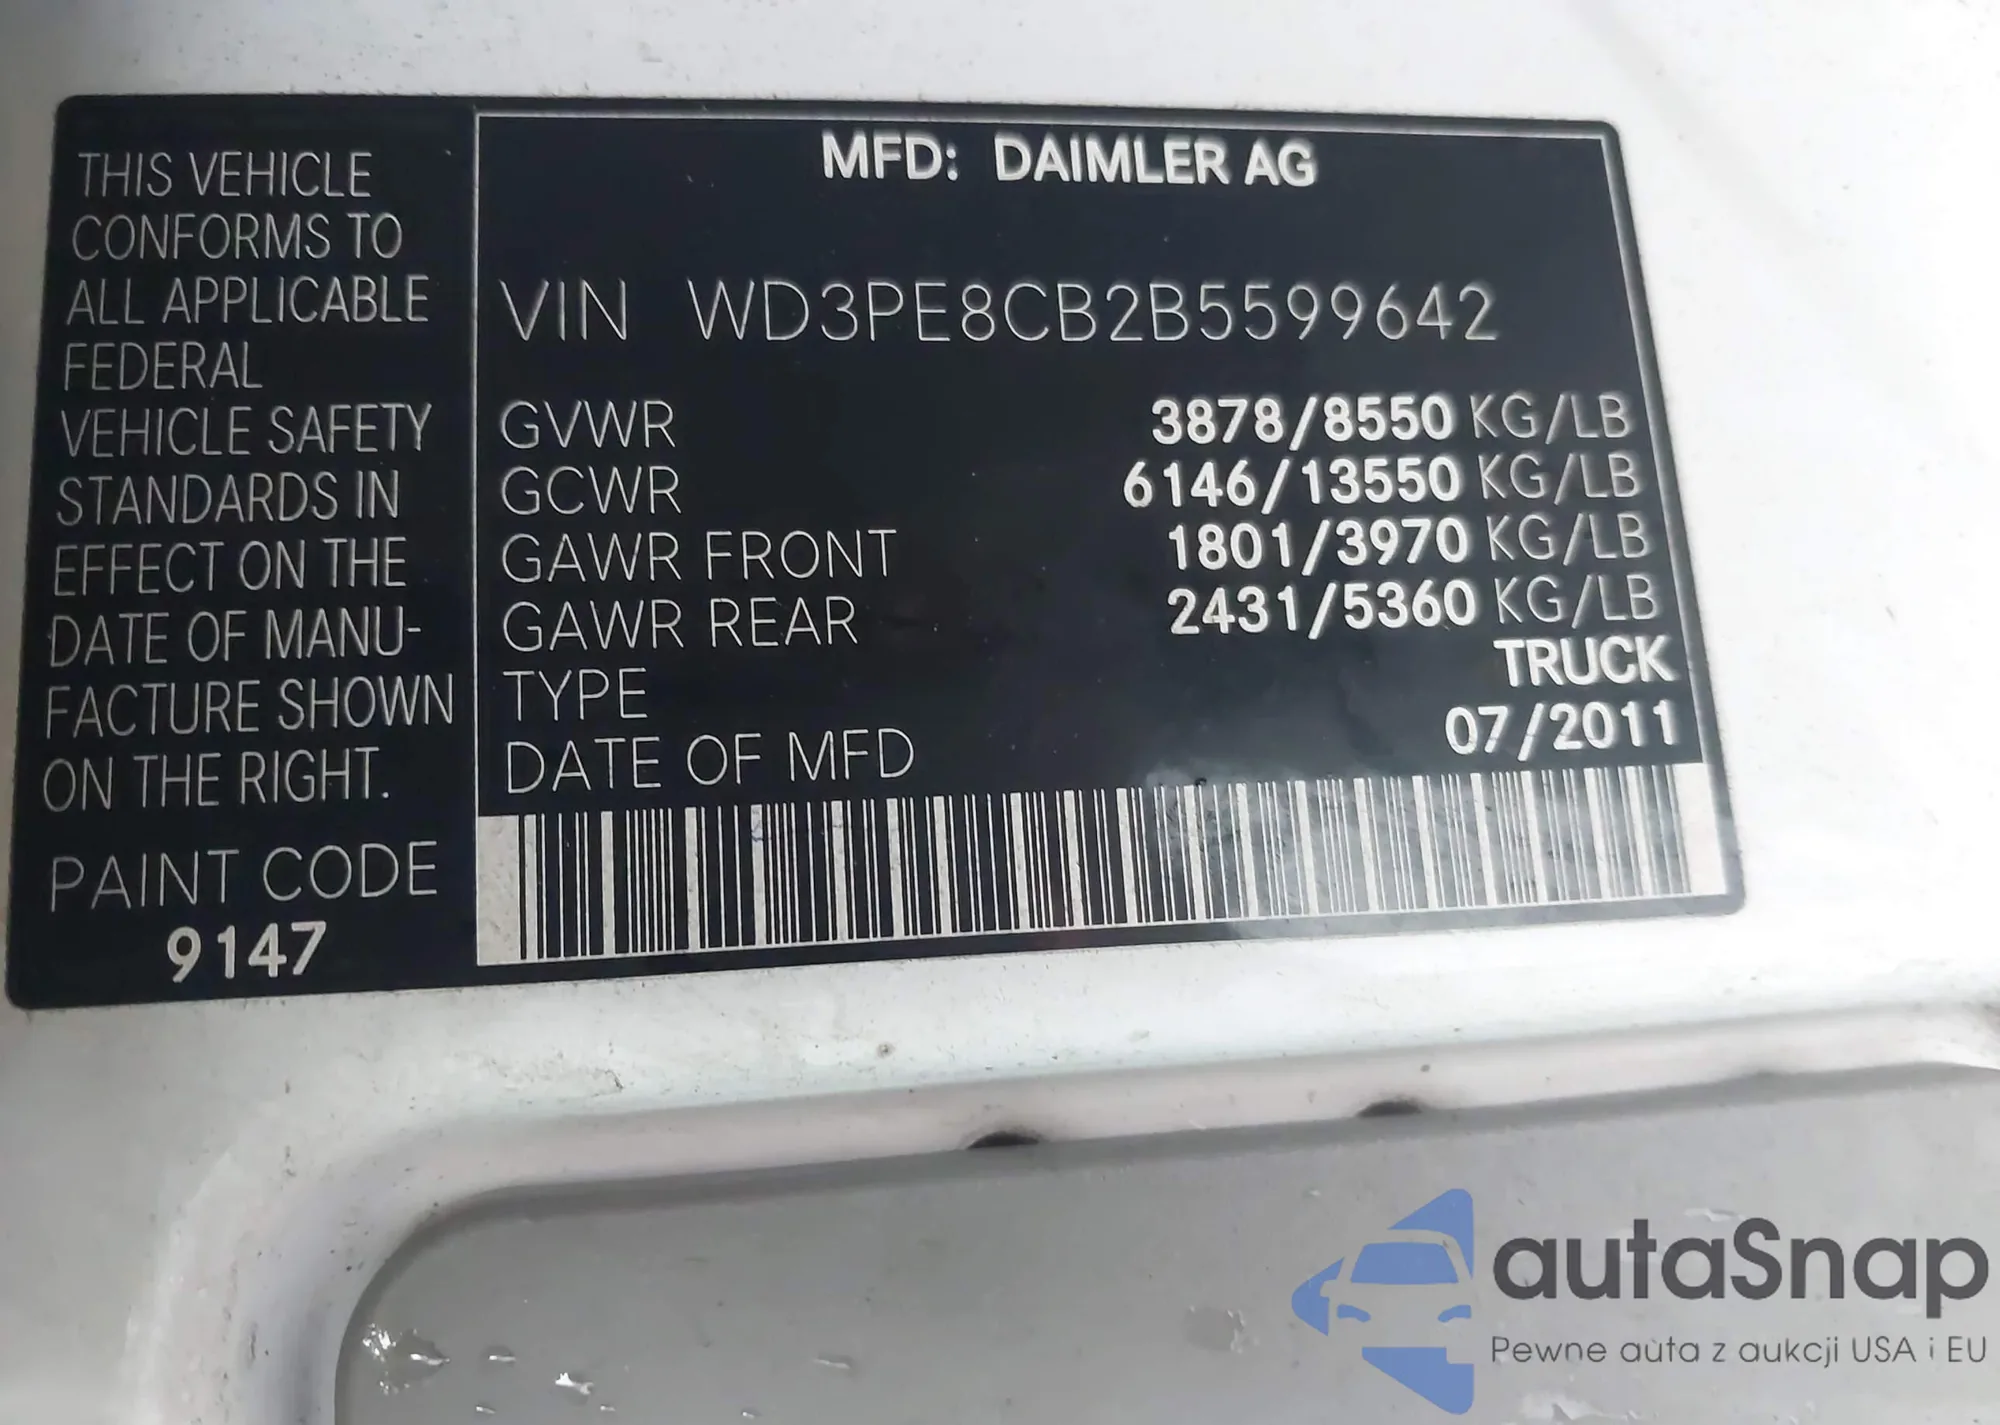 THIS VEHICLE
CONFORMS TO
ALL APPLICABLE
FEDERAL
VEHICLE SAFETY
STANDARDS IN
EFFECT ON THE
DATE OF MANU-
FACTURE SHOWN
ON THE RIGHT.
PAINT CODE
9147
MFD: DAIMLER AG
VIN WD3PE8CB2B5599642
GVWR 3878/8550 KG/LB
GCWR 6146/13550 KG/LB
GAWR FRONT 1801/3970 KG/LB
GAWR REAR 2431/5360 KG/LB
TYPE TRUCK
DATE OF MFD 07/2011
autaSnap
Pewne auta z aukcji USA i EU